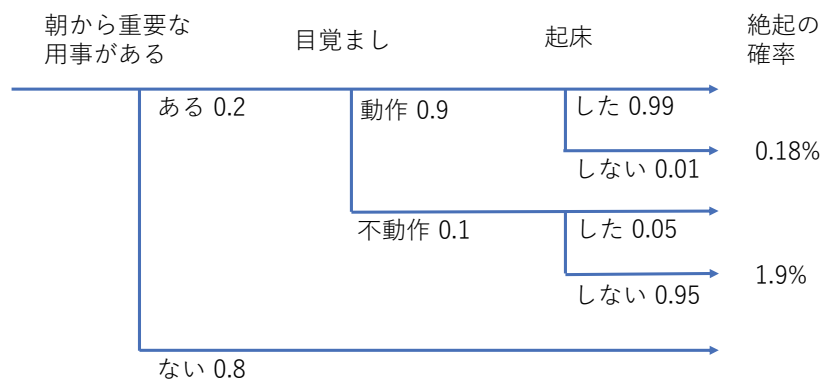 朝から重要な
用事がある
目覚まし
起床
絶起の
確率
ある 0.2
動作 0.9
した 0.99
0.18%
しない 0.01
不動作 0.1
した 0.05
1.9%
しない 0.95
ない 0.8